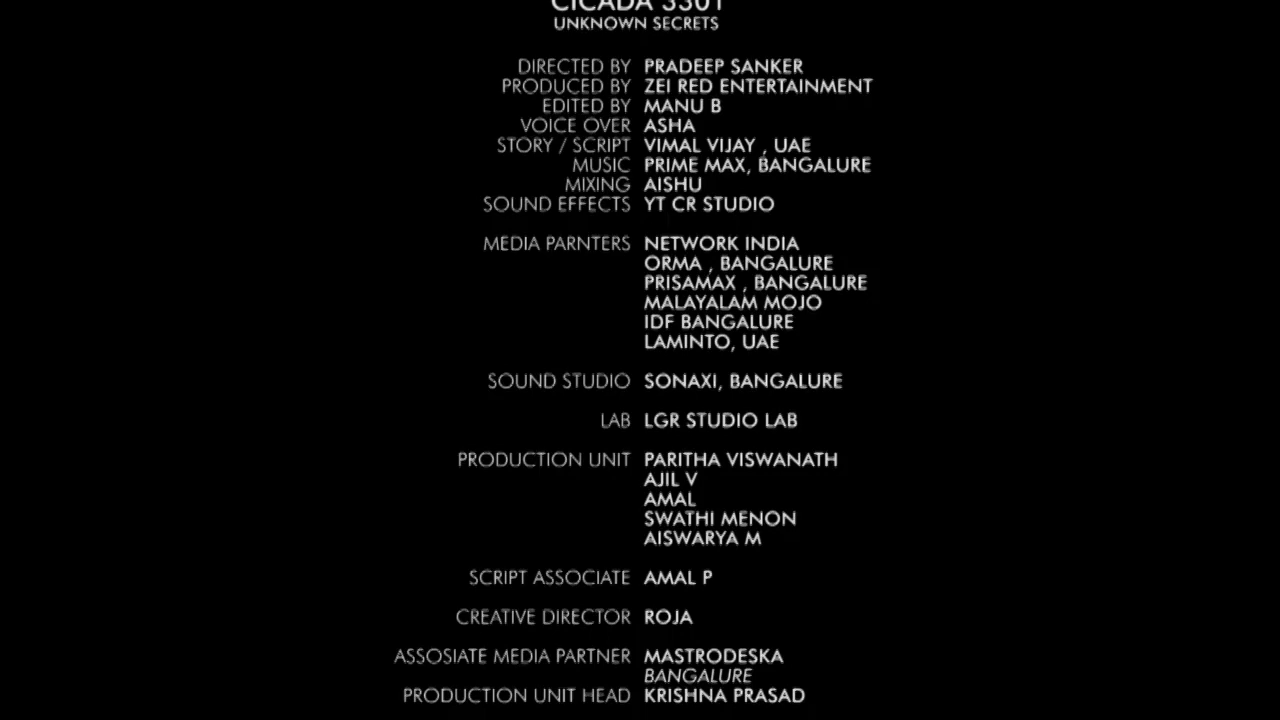 CICADA 3301
UNKNOWN SECRETS
DIRECTED BY PRADEEP SANKER
PRODUCED BY ZEI RED ENTERTAINMENT
EDITED BY MANU B
VOICE OVER ASHA
STORY / SCRIPT VIMAL VIJAY , UAE
MUSIC PRIME MAX, BANGALURE
MIXING AISHU
SOUND EFFECTS YT CR STUDIO
MEDIA PARNTERS NETWORK INDIA
ORMA , BANGALURE
PRISAMAX , BANGALURE
MALAYALAM MOJO
IDF BANGALURE
LAMINTO, UAE
SOUND STUDIO SONAXI, BANGALURE
LAB LGR STUDIO LAB
PRODUCTION UNIT PARITHA VISWANATH
AJIL V
AMAL
SWATHI MENON
AISWARYA M
SCRIPT ASSOCIATE AMAL P
CREATIVE DIRECTOR ROJA
ASSOSIATE MEDIA PARTNER MASTRODESKA
BANGALURE
PRODUCTION UNIT HEAD KRISHNA PRASAD